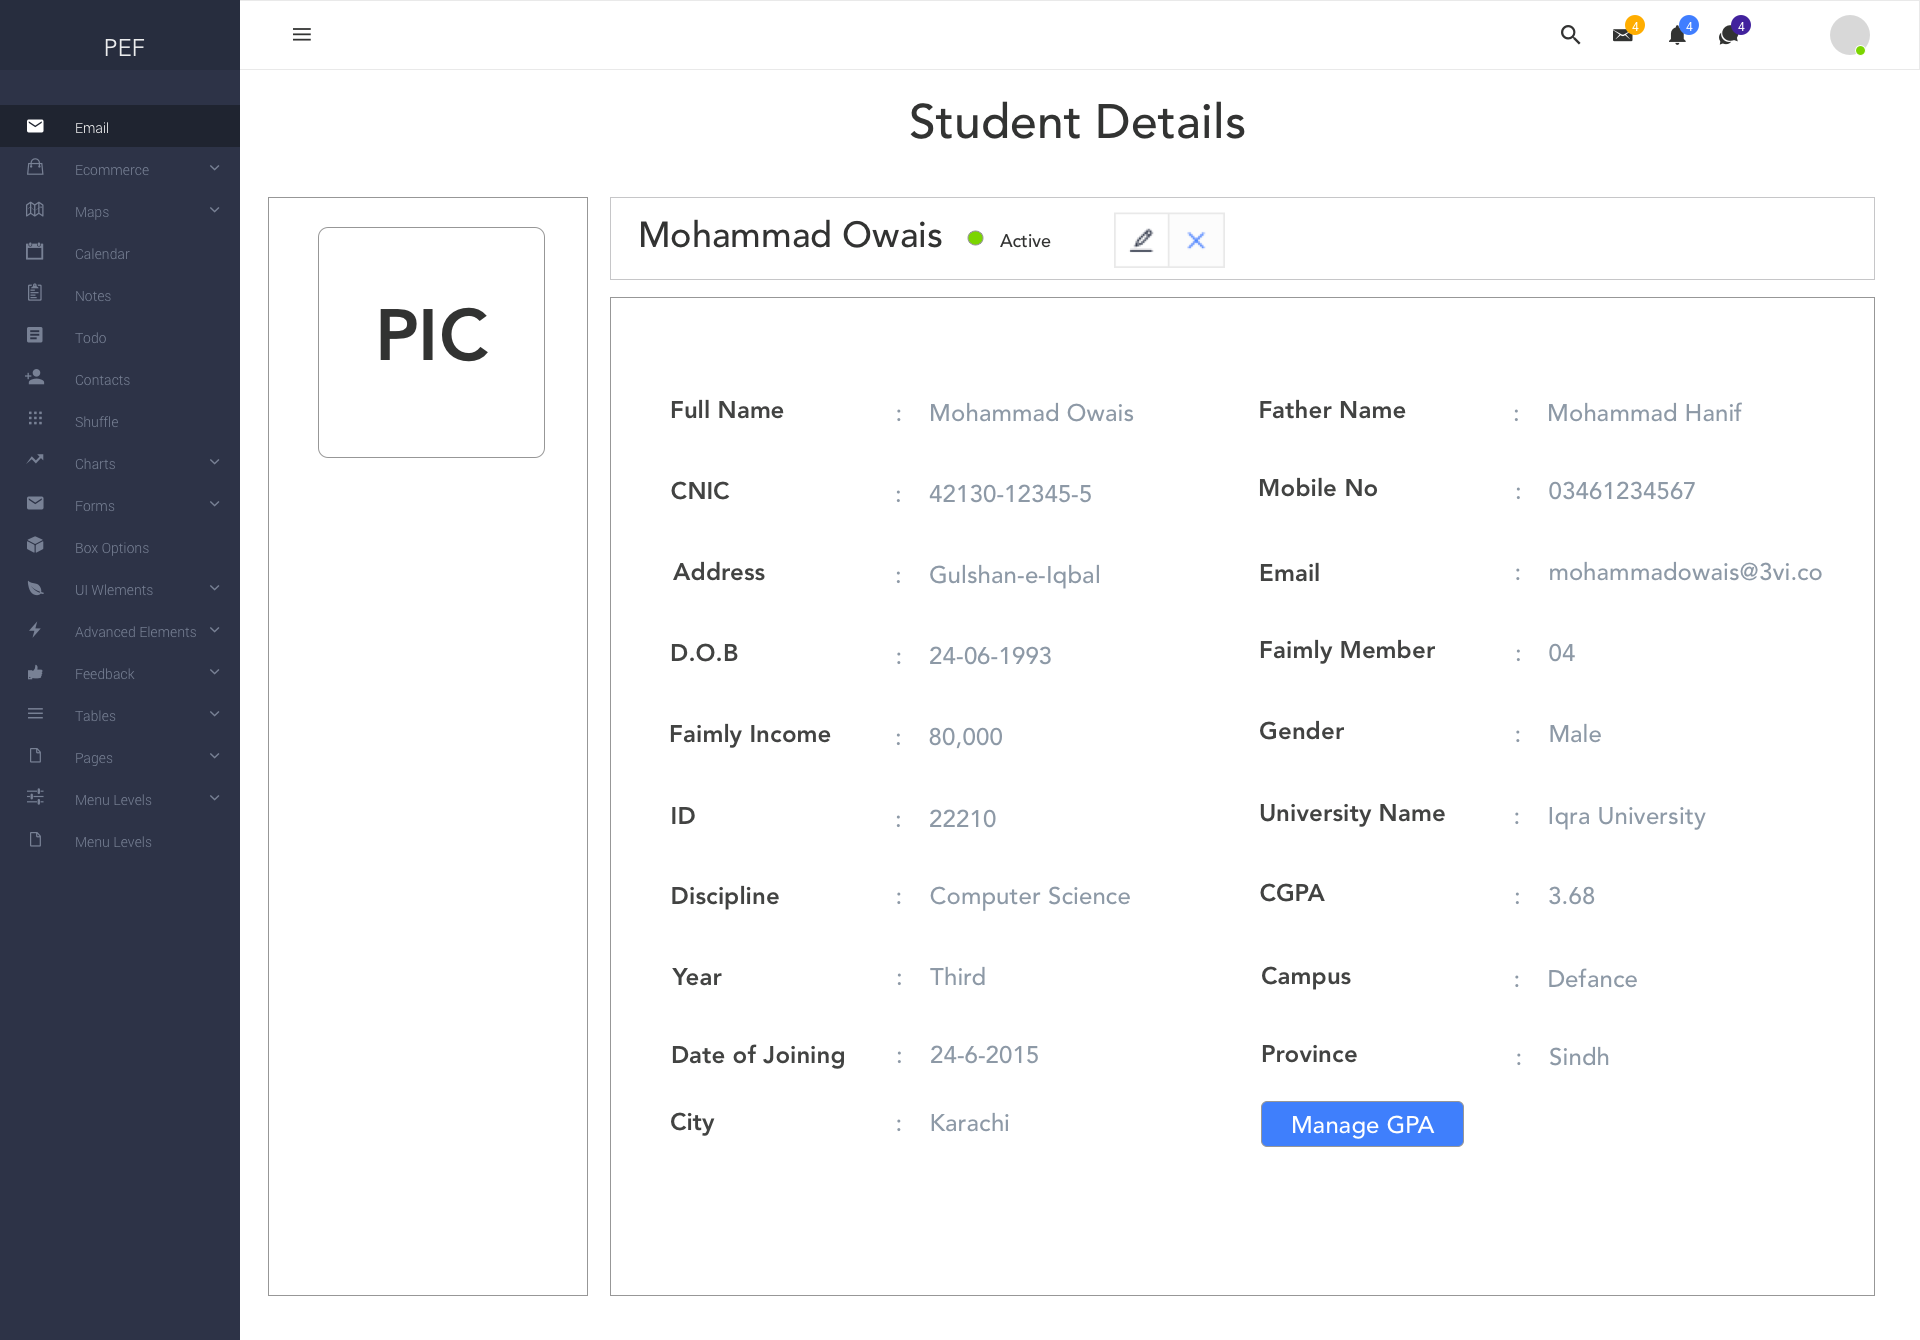 PEF
4
4
4
Email
Ecommerce
Maps
Calendar
Notes
Todo
Contacts
Shuffle
Charts
Forms
Box Options
UI Wlements
Advanced Elements
Feedback
Tables
Pages
Menu Levels
Menu Levels
Student Details
PIC
Mohammad Owais Active
Full Name : Mohammad Owais Father Name : Mohammad Hanif
CNIC : 42130-12345-5 Mobile No : 03461234567
Address : Gulshan-e-Iqbal Email : mohammadowais@3vi.co
D.O.B : 24-06-1993 Faimly Member : 04
Faimly Income : 80,000 Gender : Male
ID : 22210 University Name : Iqra University
Discipline : Computer Science CGPA : 3.68
Year : Third Campus : Defance
Date of Joining : 24-6-2015 Province : Sindh
City : Karachi Manage GPA